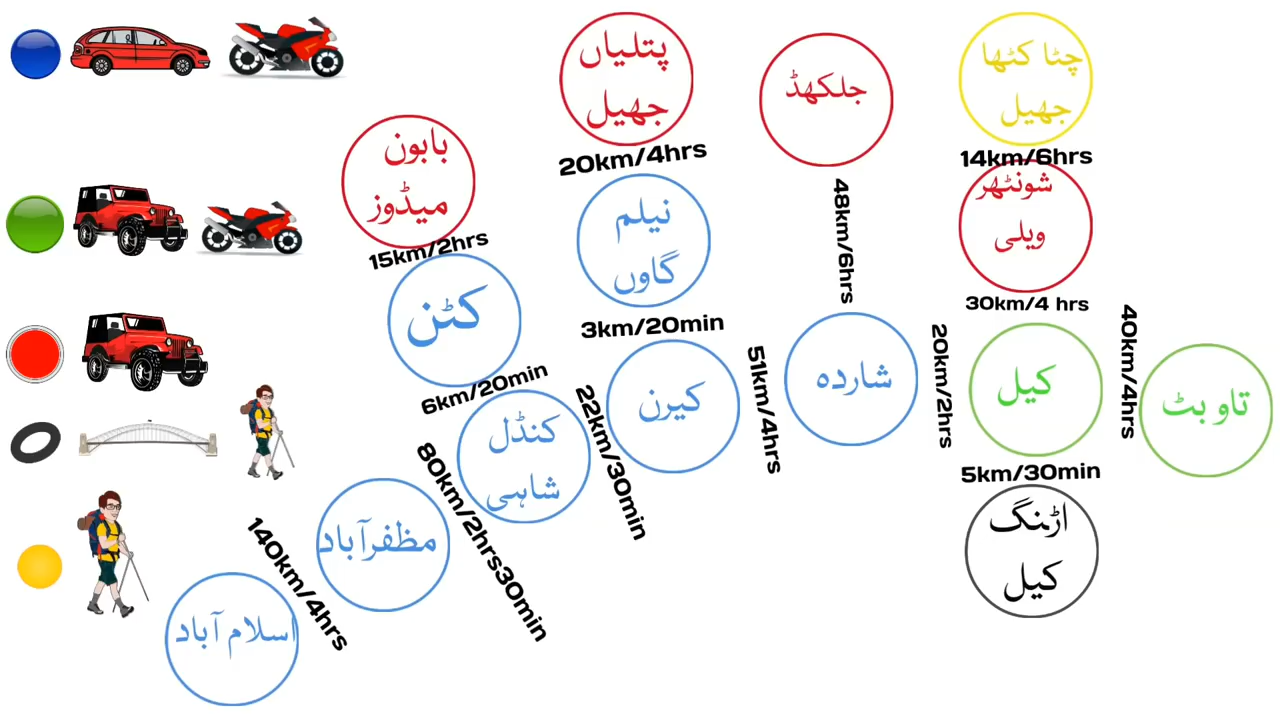 پتلیاں
جھیل
20km/4hrs
جلکھڈ
چٹا کٹھا
جھیل
14km/6hrs
بابون
میڈوز
15km/2hrs
نیلم
گاوں
3km/20min
48km/6hrs
شونٹھر
ویلی
30km/4 hrs
کٹن
6km/20min
کنڈل
شاہی
22km/30min
کیرن
51km/4hrs
شاردہ
20km/2hrs
کیل
40km/4hrs
تاو بٹ
5km/30min
اڑنگ
کیل
80km/2hrs30min
مظفرآباد
140km/4hrs
اسلام آباد